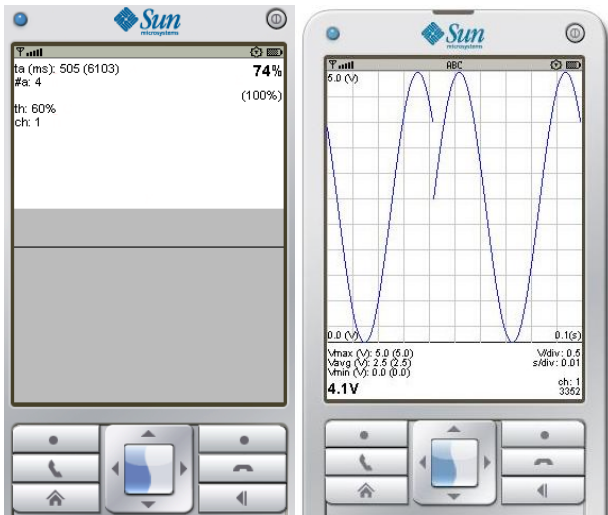 Sun
microsystems
ta (ms): 505 (6103)
74%
#a: 4
(100%)
th: 60%
ch: 1
Sun
microsystems
ABC
5.0 (V)
0.0 (V)
0.1(s)
Vmax (V): 5.0 (5.0)
V/div: 0.5
Vavg (V): 2.5 (2.5)
s/div: 0.01
Vmin (V): 0.0 (0.0)
4.1V
ch: 1
3352